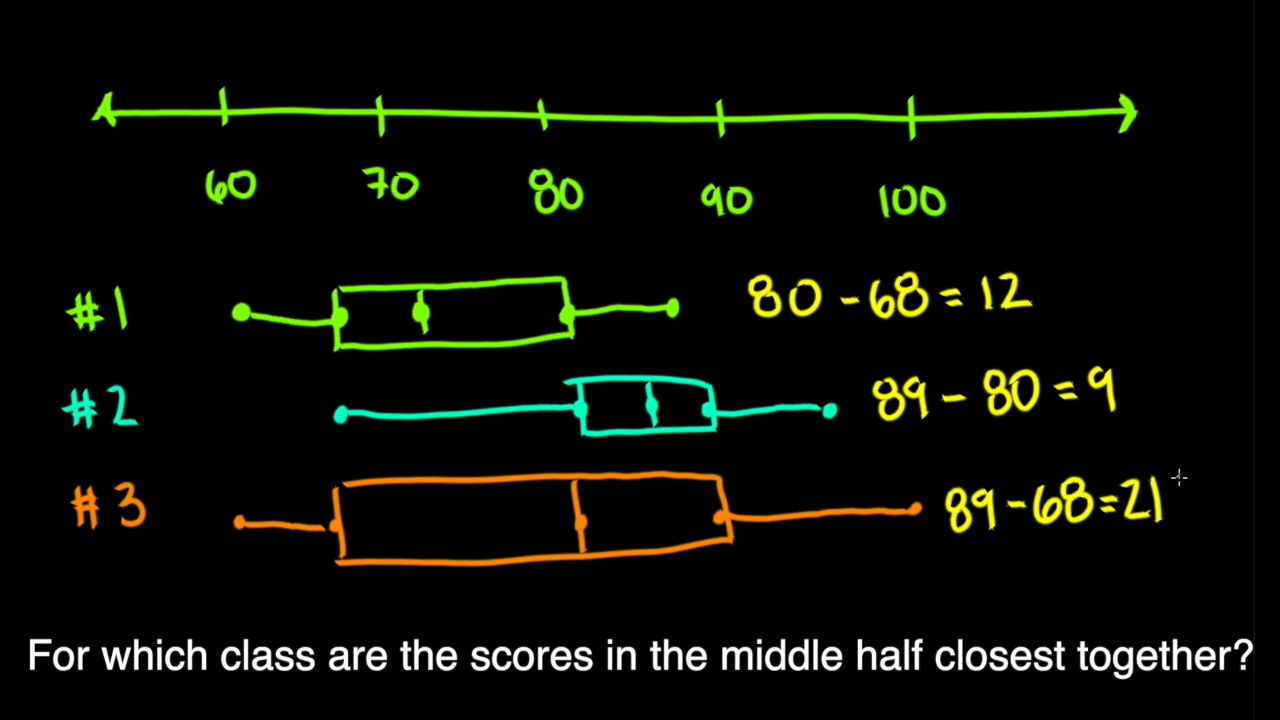 60 70 80 90 100
#1 80 - 68 = 12
#2 89 - 80 = 9
#3 89 - 68 = 21
For which class are the scores in the middle half closest together?